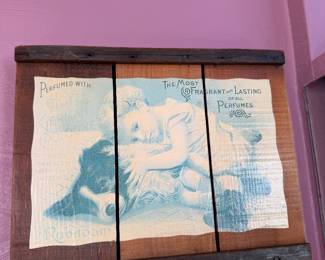 PERFUMED WITH
THE MOST
FRAGRANT AND LASTING
OF ALL
PERFUMES